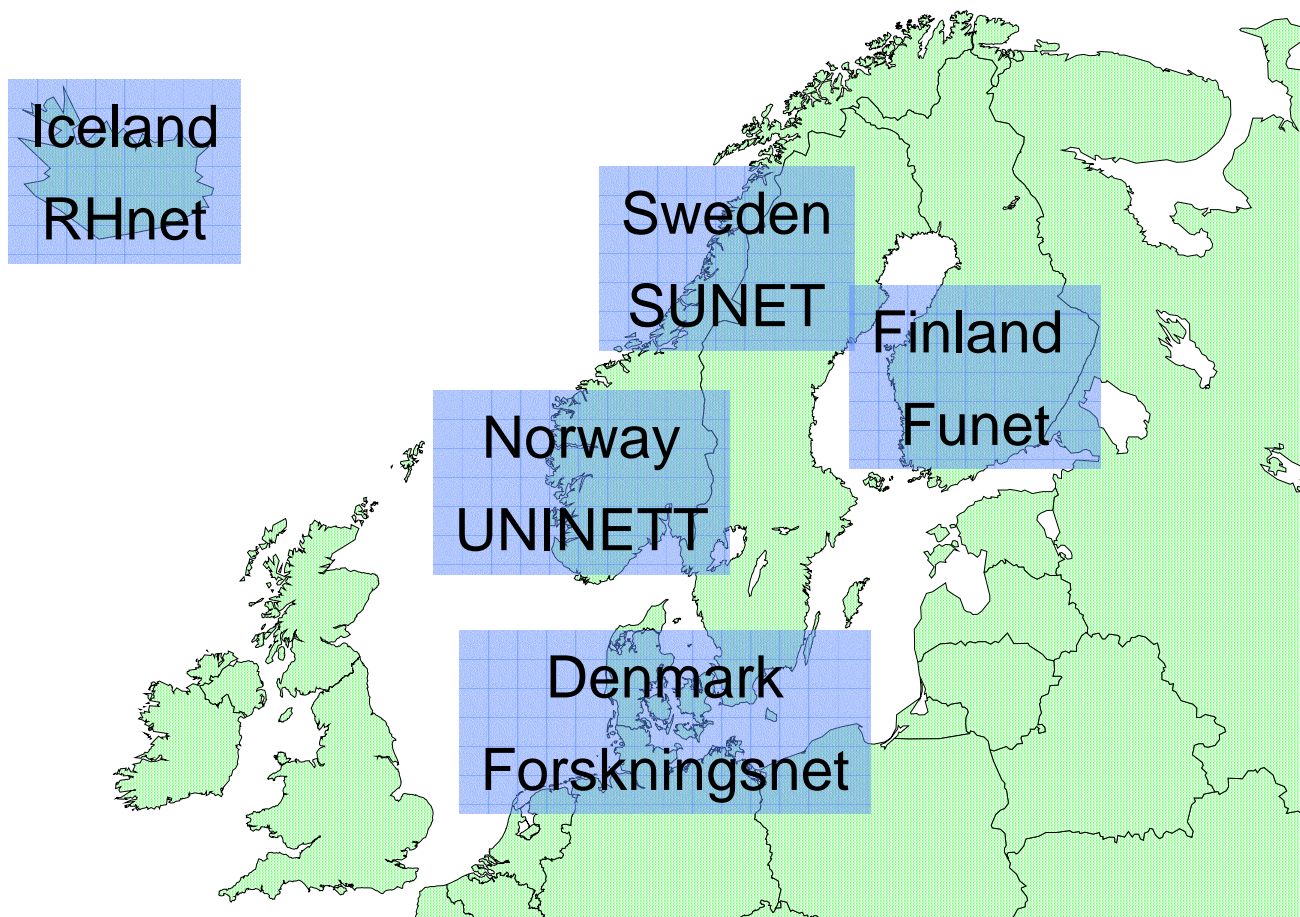 Iceland
RHnet
Sweden
SUNET
Finland
Funet
Norway
UNINETT
Denmark
Forskningsnet